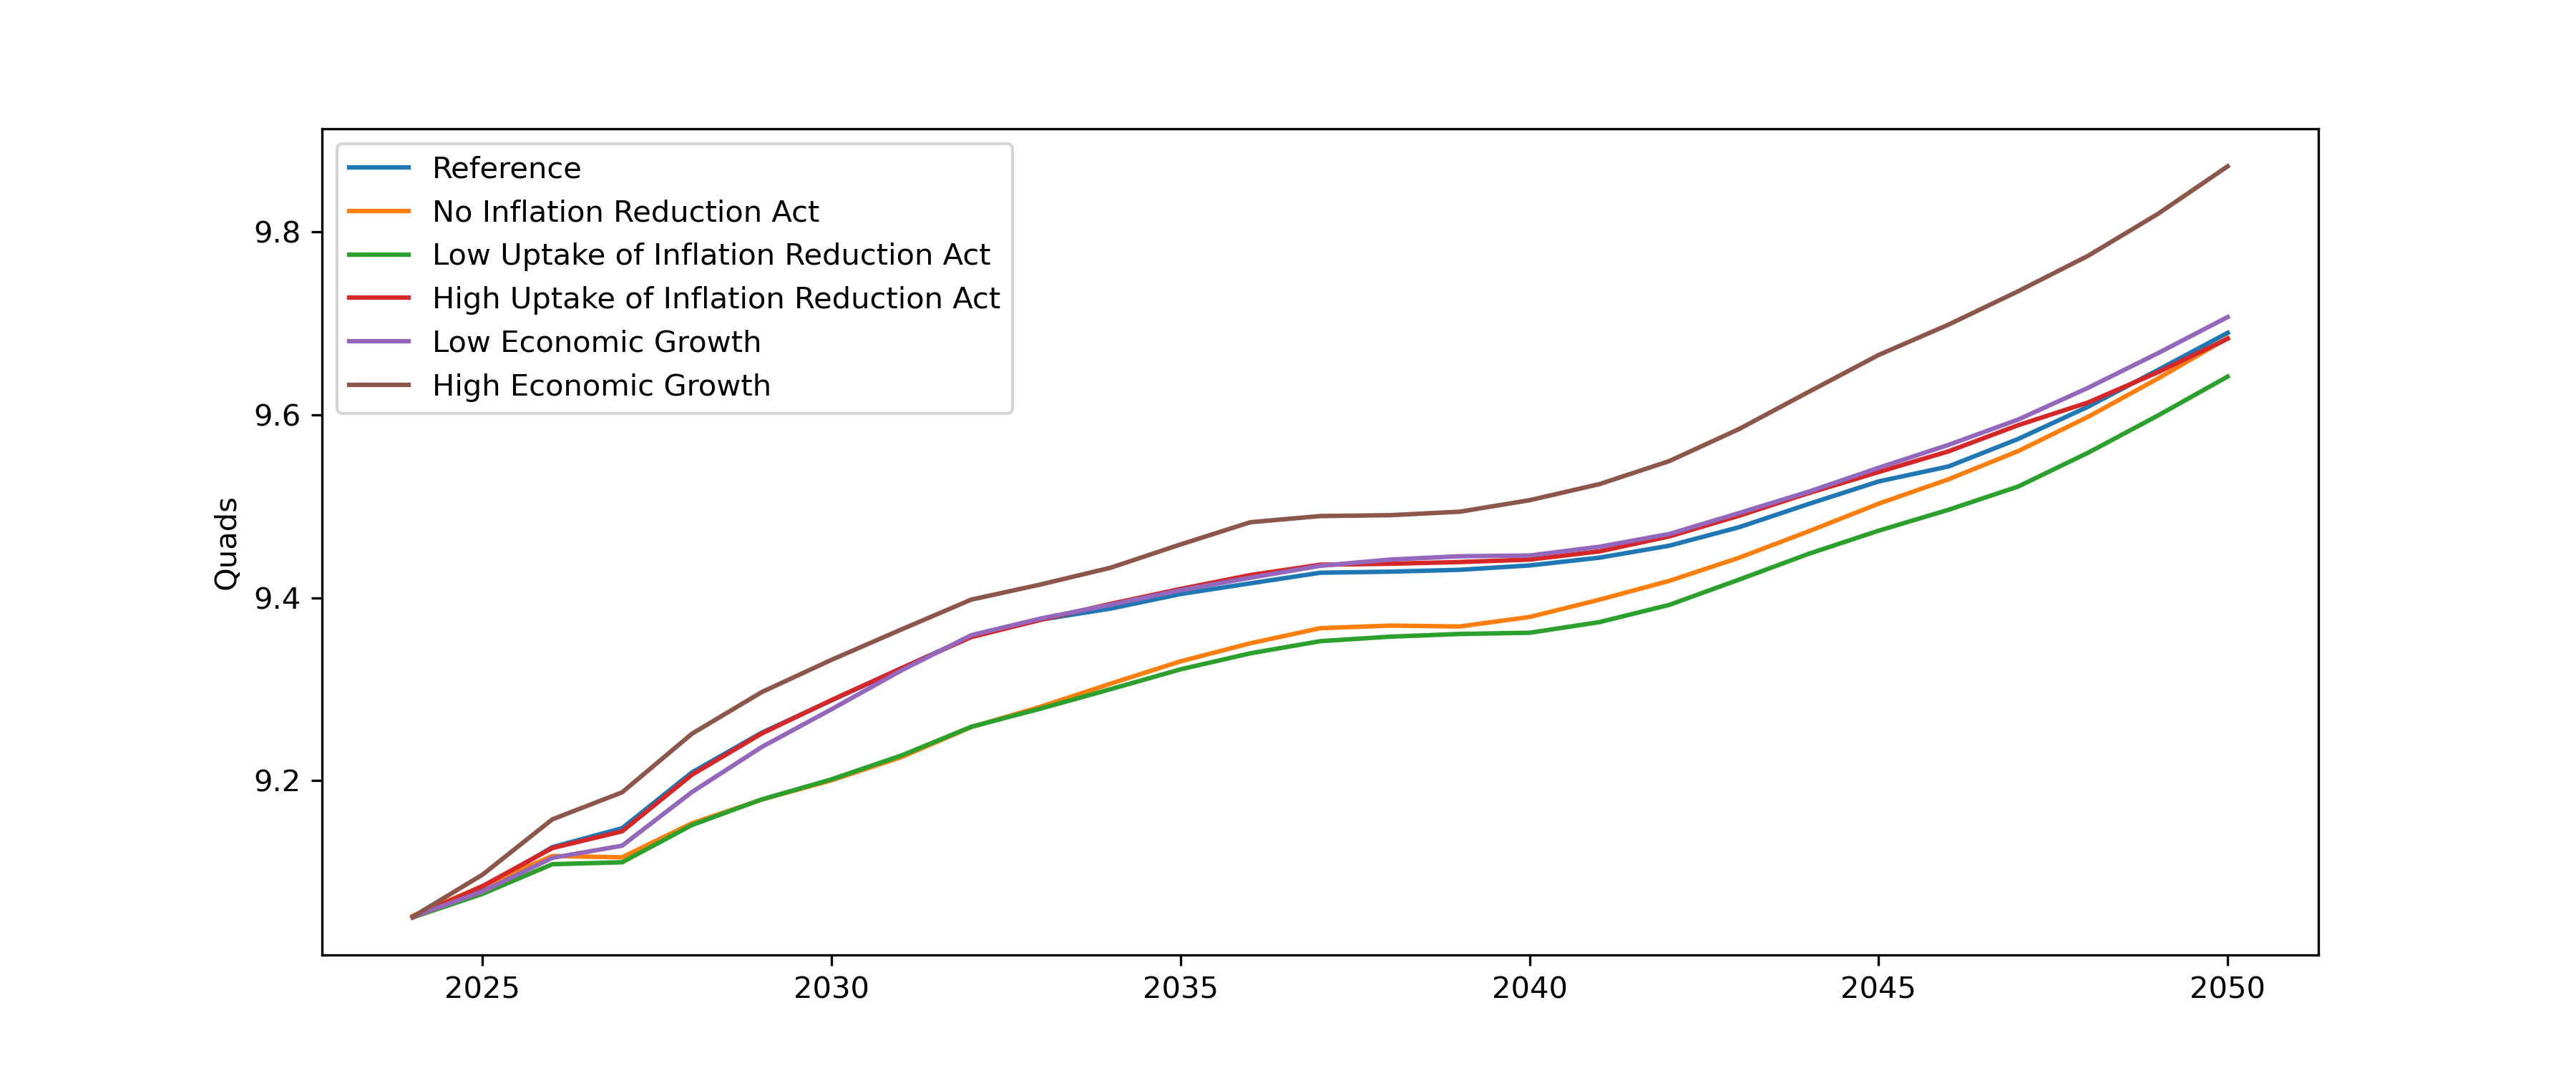 Reference
No Inflation Reduction Act
Low Uptake of Inflation Reduction Act
High Uptake of Inflation Reduction Act
Low Economic Growth
High Economic Growth
Quads
9.8
9.6
9.4
9.2
2025 2030 2035 2040 2045 2050